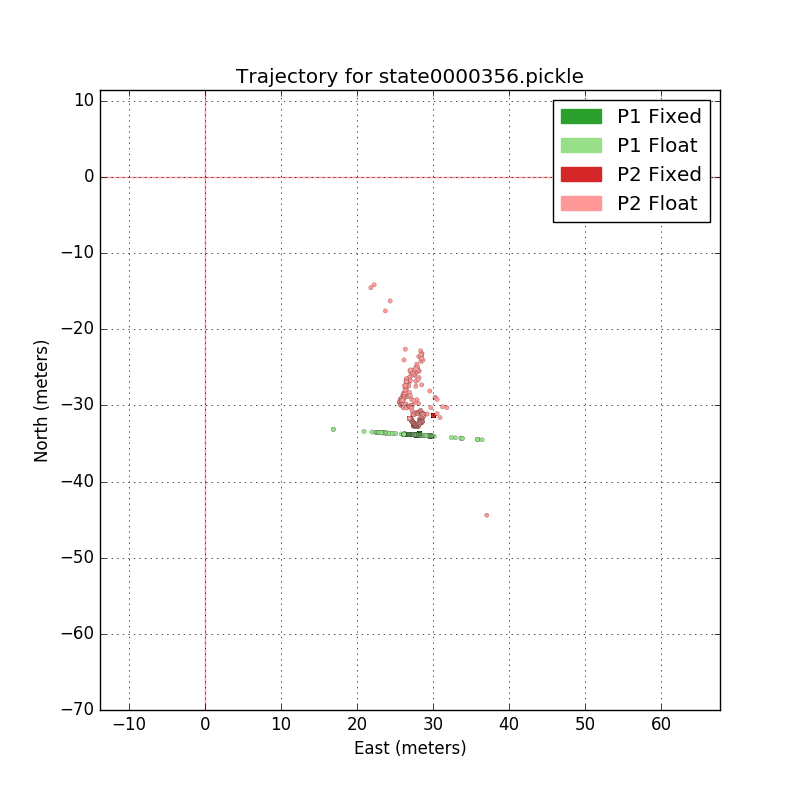 Trajectory for state0000356.pickle
P1 Fixed
P1 Float
P2 Fixed
P2 Float
10
0
−10
−20
−30
−40
−50
−60
−70
North (meters)
−10 0 10 20 30 40 50 60
East (meters)